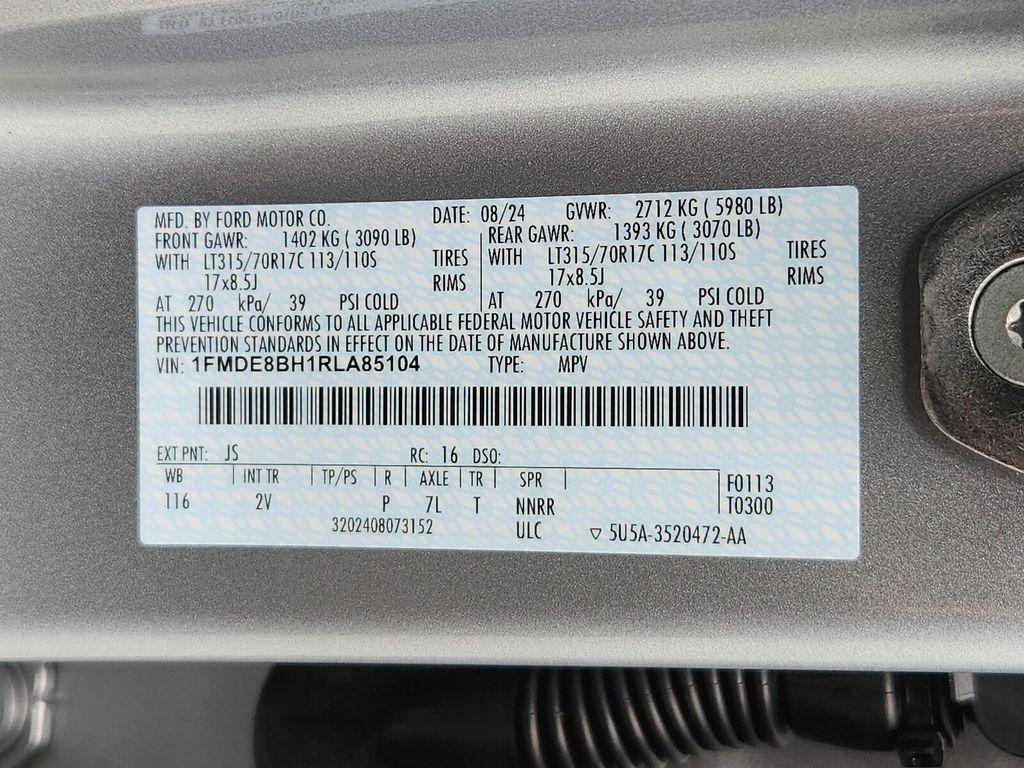 MFD. BY FORD MOTOR CO. DATE: 08/24 GVWR: 2712 KG ( 5980 LB)
FRONT GAWR: 1402 KG ( 3090 LB) REAR GAWR: 1393 KG ( 3070 LB)
WITH LT315/70R17C 113/110S TIRES WITH LT315/70R17C 113/110S TIRES
17x8.5J RIMS 17x8.5J RIMS
AT 270 kPa/ 39 PSI COLD AT 270 kPa/ 39 PSI COLD
THIS VEHICLE CONFORMS TO ALL APPLICABLE FEDERAL MOTOR VEHICLE SAFETY AND THEFT
PREVENTION STANDARDS IN EFFECT ON THE DATE OF MANUFACTURE SHOWN ABOVE.
VIN: 1FMDE8BH1RLA85104 TYPE: MPV
EXT PNT: JS RC: 16 DSO:
WB INT TR TP/PS R AXLE TR SPR F0113
116 2V P 7L T NNRR T0300
3202408073152 ULC ▽ 5U5A-3520472-AA